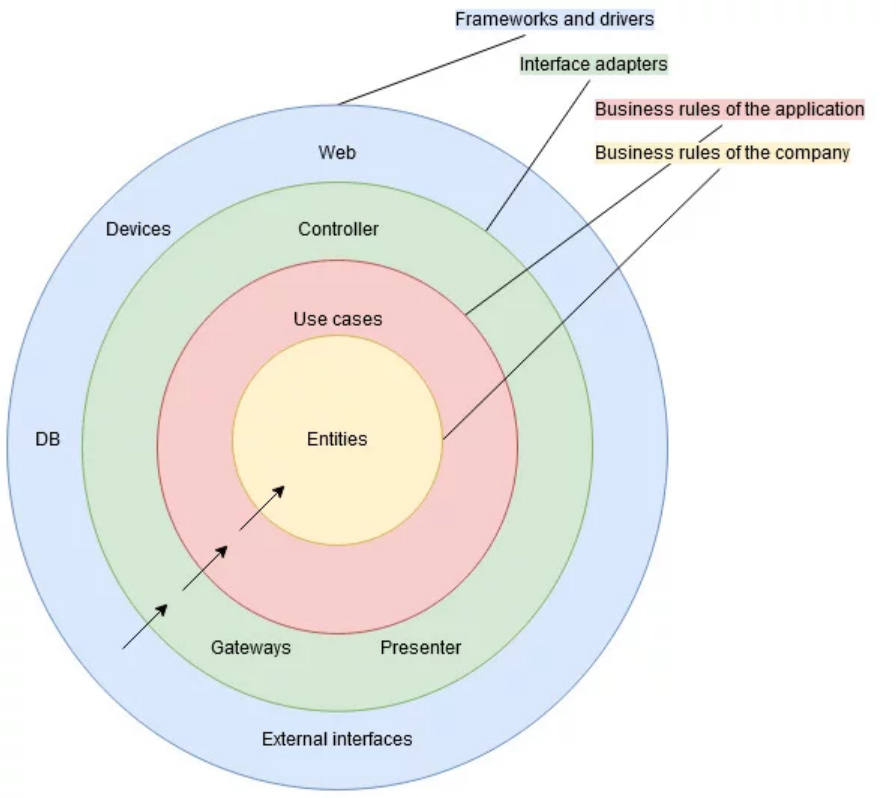 Frameworks and drivers
Interface adapters
Business rules of the application
Business rules of the company
Web
Devices
Controller
Use cases
DB
Entities
Gateways
Presenter
External interfaces